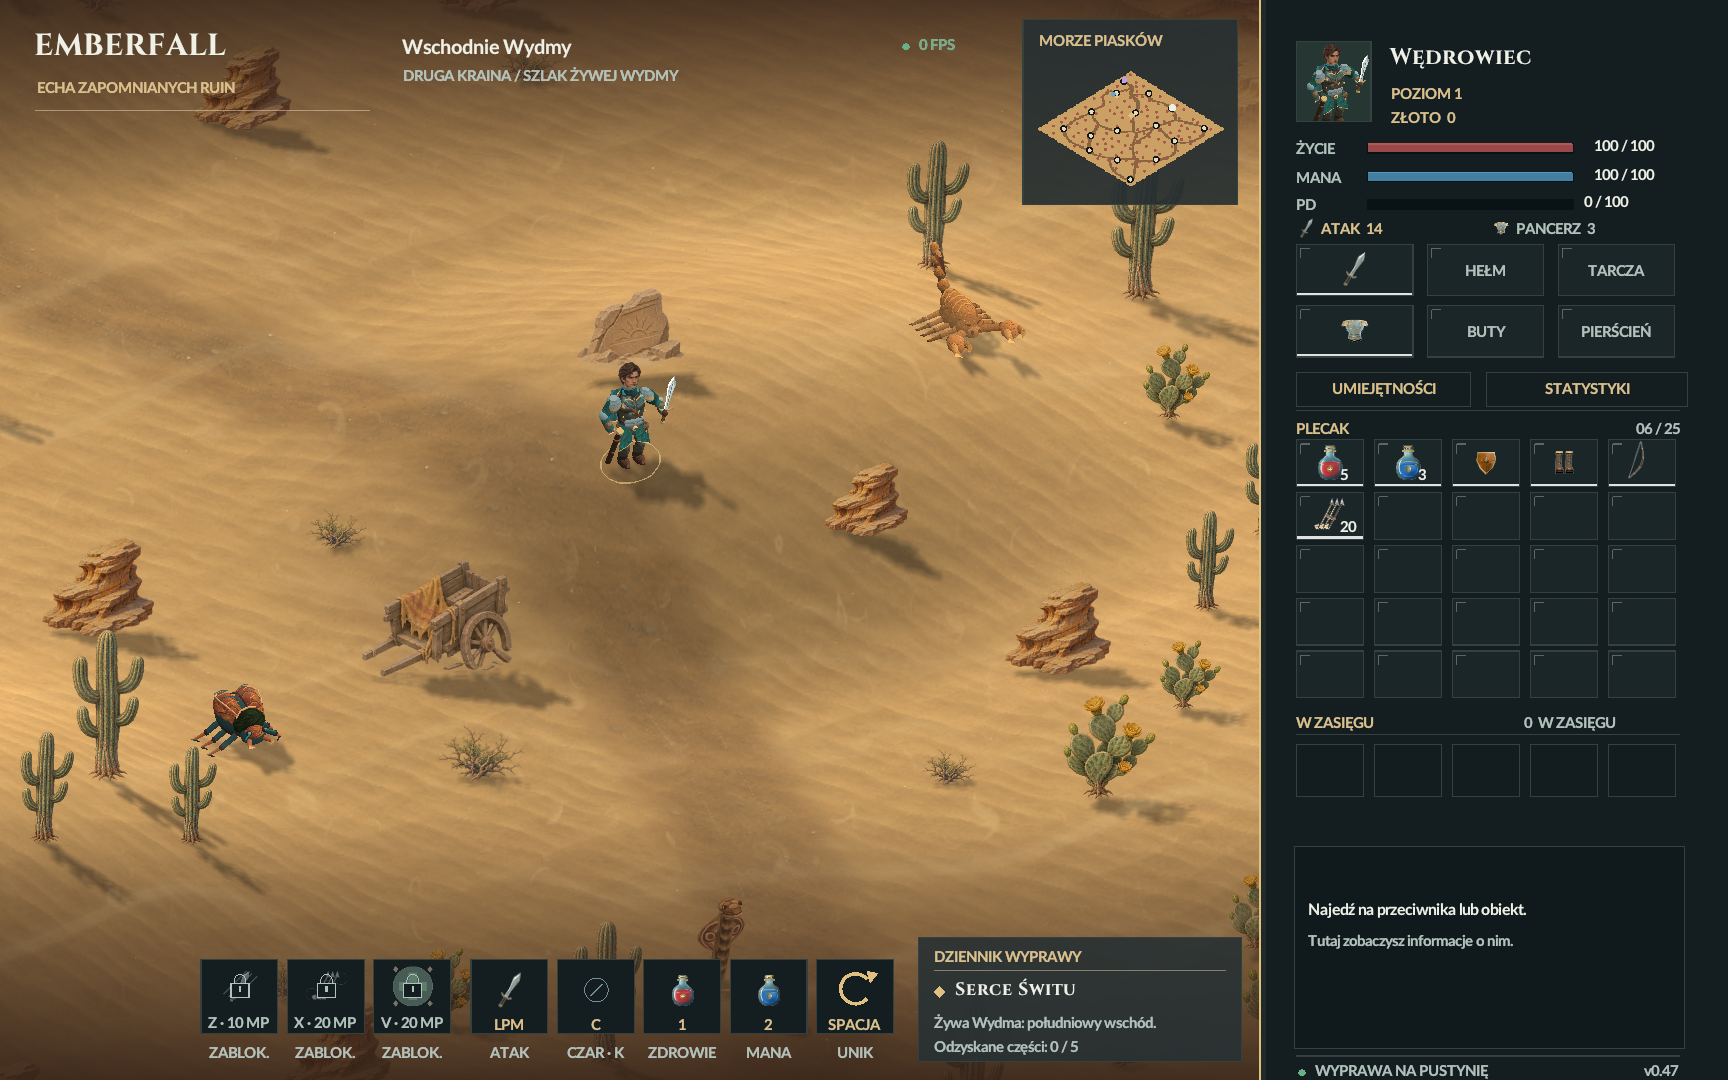 EMBERFALL
ECHA ZAPOMNIANYCH RUIN
Wschodnie Wydmy
DRUGA KRAINA / SZLAK ŻYWEJ WYDMY
0 FPS
MORZE PIASKÓW
Wędrowiec
POZIOM 1
ZŁOTO 0
ŻYCIE 100 / 100
MANA 100 / 100
PD 0 / 100
ATAK 14 PANCERZ 3
HEŁM TARCZA
BUTY PIERŚCIEŃ
UMIEJĘTNOŚCI STATYSTYKI
PLECAK 06 / 25
5 3
20
W ZASIĘGU 0 W ZASIĘGU
Najedź na przeciwnika lub obiekt.
Tutaj zobaczysz informacje o nim.
WYPRAWA NA PUSTYNIĘ v0.47
Z · 10 MP X · 20 MP V · 20 MP LPM C 1 2 SPACJA
ZABLOK. ZABLOK. ZABLOK. ATAK CZAR · K ZDROWIE MANA UNIK
DZIENNIK WYPRAWY
Serce Świtu
Żywa Wydma: południowy wschód.
Odzyskane części: 0 / 5